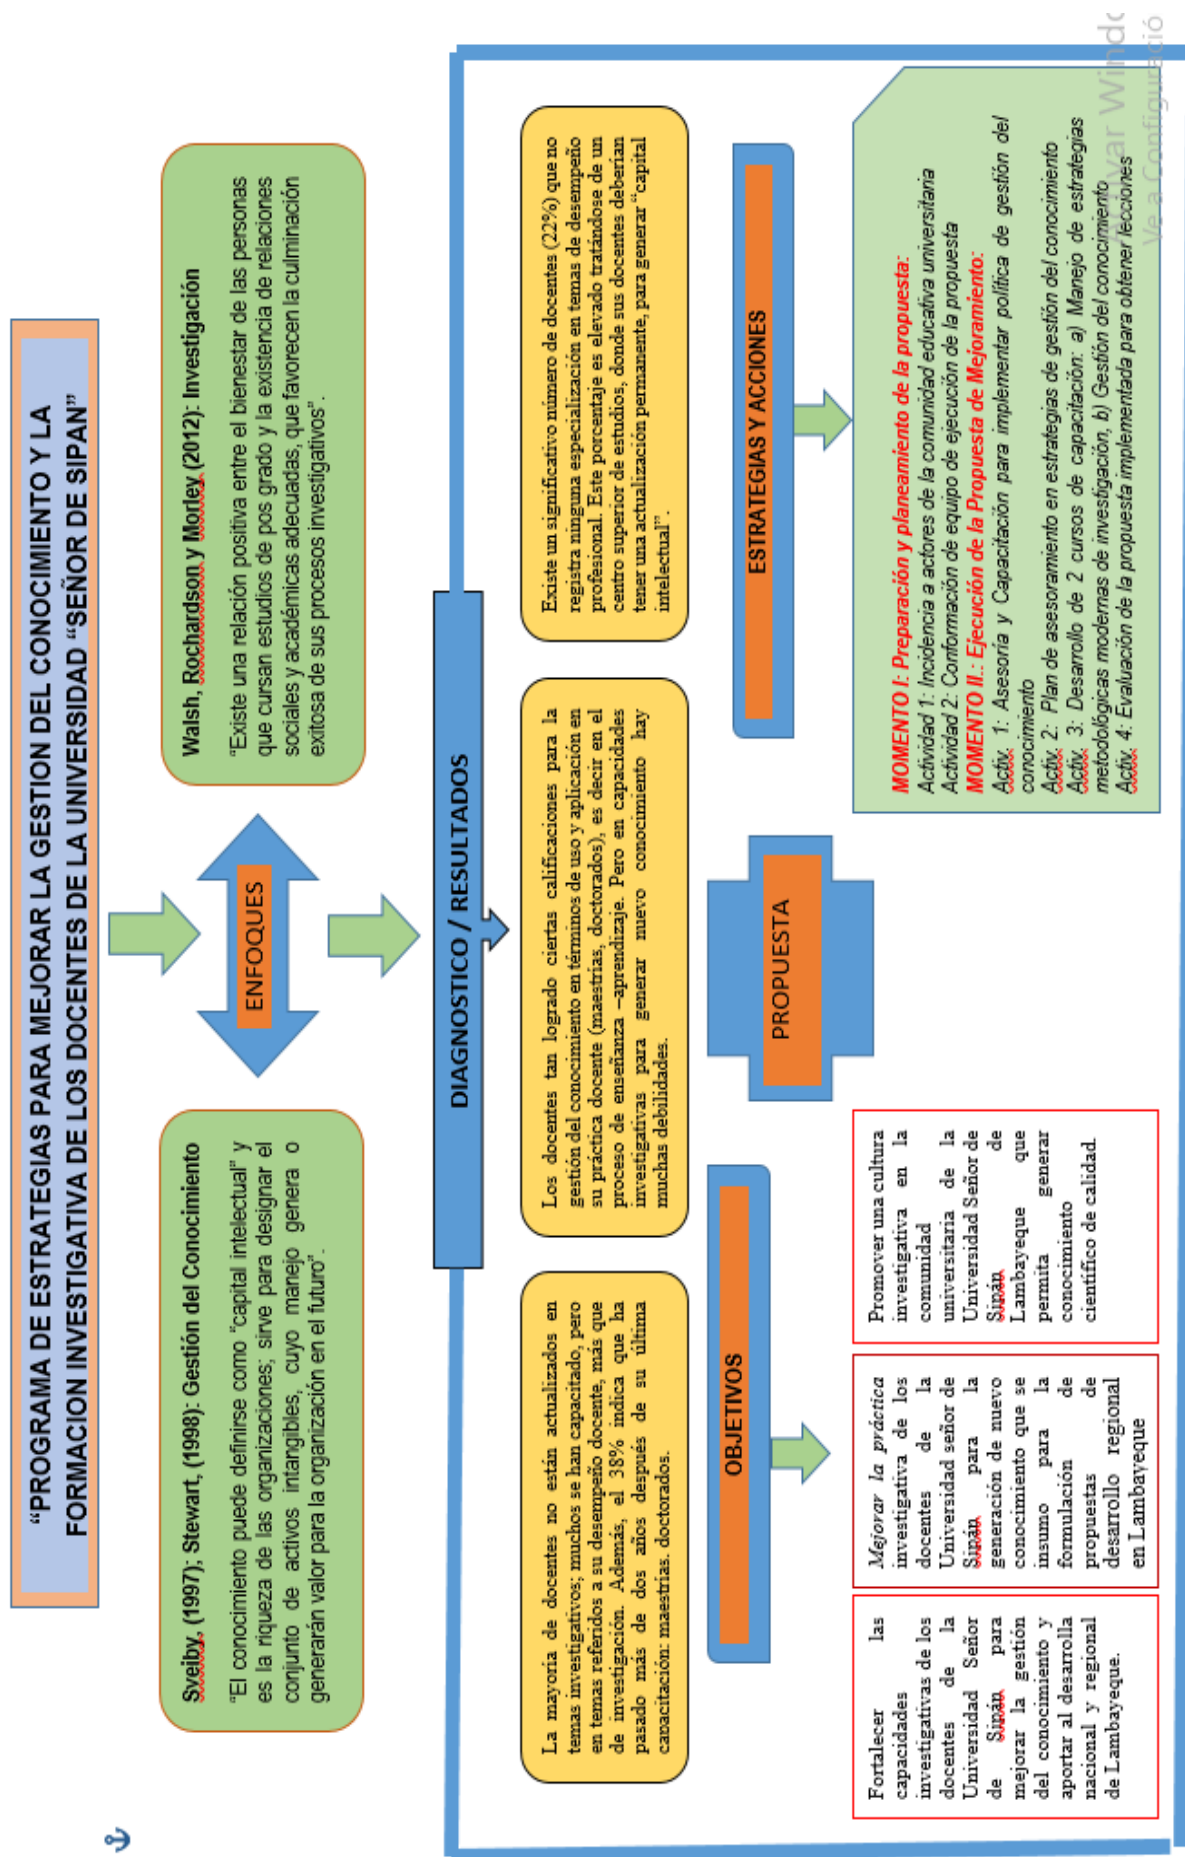 “PROGRAMA DE ESTRATEGIAS PARA MEJORAR LA GESTION DEL CONOCIMIENTO Y LA
FORMACION INVESTIGATIVA DE LOS DOCENTES DE LA UNIVERSIDAD “SEÑOR DE SIPAN”
Sveiby, (1997); Stewart, (1998): Gestión del Conocimiento
“El conocimiento puede definirse como “capital intelectual” y
es la riqueza de las organizaciones; sirve para designar el
conjunto de activos intangibles, cuyo manejo genera o
generarán valor para la organización en el futuro”.
ENFOQUES
Walsh, Rochardson y Morley (2012): Investigación
“Existe una relación positiva entre el bienestar de las personas
que cursan estudios de pos grado y la existencia de relaciones
sociales y académicas adecuadas, que favorecen la culminación
exitosa de sus procesos investigativos”.
DIAGNOSTICO / RESULTADOS
La mayoría de docentes no están actualizados en
temas investigativos; muchos se han capacitado, pero
en temas referidos a su desempeño docente, más que
de investigación. Además, el 38% indica que ha
pasado más de dos años después de su última
capacitación: maestrías. doctorados.
Los docentes tan logrado ciertas calificaciones para la
gestión del conocimiento en términos de uso y aplicación en
su práctica docente (maestrías, doctorados), es decir en el
proceso de enseñanza –aprendizaje. Pero en capacidades
investigativas para generar nuevo conocimiento hay
muchas debilidades.
Existe un significativo número de docentes (22%) que no
registra ninguna especialización en temas de desempeño
profesional. Este porcentaje es elevado tratándose de un
centro superior de estudios, donde sus docentes deberían
tener una actualización permanente, para generar “capital
intelectual”.
OBJETIVOS
PROPUESTA
ESTRATEGIAS Y ACCIONES
Fortalecer las
capacidades
investigativas de los
docentes de la
Universidad Señor
de Sipán para
mejorar la gestión
del conocimiento y
aportar al desarrolla
nacional y regional
de Lambayeque.
Mejorar la práctica
investigativa de los
docentes de la
Universidad señor de
Sipán para la
generación de nuevo
conocimiento que se
insumo para la
formulación de
propuestas de
desarrollo regional
en Lambayeque
Promover una cultura
investigativa en la
comunidad
universitaria de la
Universidad Señor de
Sipán de
Lambayeque que
permita generar
conocimiento
científico de calidad.
MOMENTO I: Preparación y planeamiento de la propuesta:
Actividad 1: Incidencia a actores de la comunidad educativa universitaria
Actividad 2: Conformación de equipo de ejecución de la propuesta
MOMENTO II.: Ejecución de la Propuesta de Mejoramiento:
Activ. 1: Asesoría y Capacitación para implementar política de gestión del
conocimiento
Activ. 2: Plan de asesoramiento en estrategias de gestión del conocimiento
Activ. 3: Desarrollo de 2 cursos de capacitación: a) Manejo de estrategias
metodológicas modernas de investigación, b) Gestión del conocimiento
Activ. 4: Evaluación de la propuesta implementada para obtener lecciones
Activar Windo
Ve a Configuració